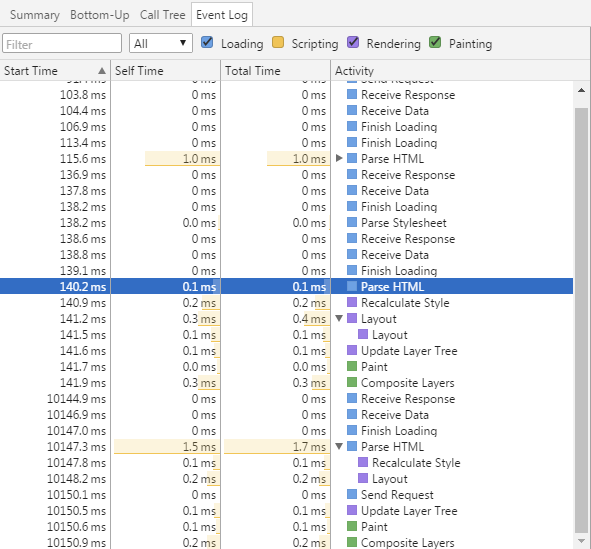 Summary Bottom-Up Call Tree Event Log
Filter All Loading Scripting Rendering Painting
Start Time Self Time Total Time Activity
0 ms 0 ms Send Request
103.8 ms 0 ms 0 ms Receive Response
104.4 ms 0 ms 0 ms Receive Data
106.9 ms 0 ms 0 ms Finish Loading
113.4 ms 0 ms 0 ms Finish Loading
115.6 ms 1.0 ms 1.0 ms Parse HTML
136.9 ms 0 ms 0 ms Receive Response
137.8 ms 0 ms 0 ms Receive Data
138.2 ms 0 ms 0 ms Finish Loading
138.2 ms 0.0 ms 0.0 ms Parse Stylesheet
138.6 ms 0 ms 0 ms Receive Response
138.8 ms 0 ms 0 ms Receive Data
139.1 ms 0 ms 0 ms Finish Loading
140.2 ms 0.1 ms 0.1 ms Parse HTML
140.9 ms 0.2 ms 0.2 ms Recalculate Style
141.2 ms 0.3 ms 0.4 ms Layout
141.5 ms 0.1 ms 0.1 ms Layout
141.6 ms 0.1 ms 0.1 ms Update Layer Tree
141.7 ms 0.0 ms 0.0 ms Paint
141.9 ms 0.3 ms 0.3 ms Composite Layers
10144.9 ms 0 ms 0 ms Receive Response
10146.9 ms 0 ms 0 ms Receive Data
10147.0 ms 0 ms 0 ms Finish Loading
10147.3 ms 1.5 ms 1.7 ms Parse HTML
10147.8 ms 0.1 ms 0.1 ms Recalculate Style
10148.2 ms 0.2 ms 0.2 ms Layout
10150.1 ms 0 ms 0 ms Send Request
10150.5 ms 0.1 ms 0.1 ms Update Layer Tree
10150.6 ms 0.1 ms 0.1 ms Paint
10150.9 ms 0.2 ms 0.2 ms Composite Layers